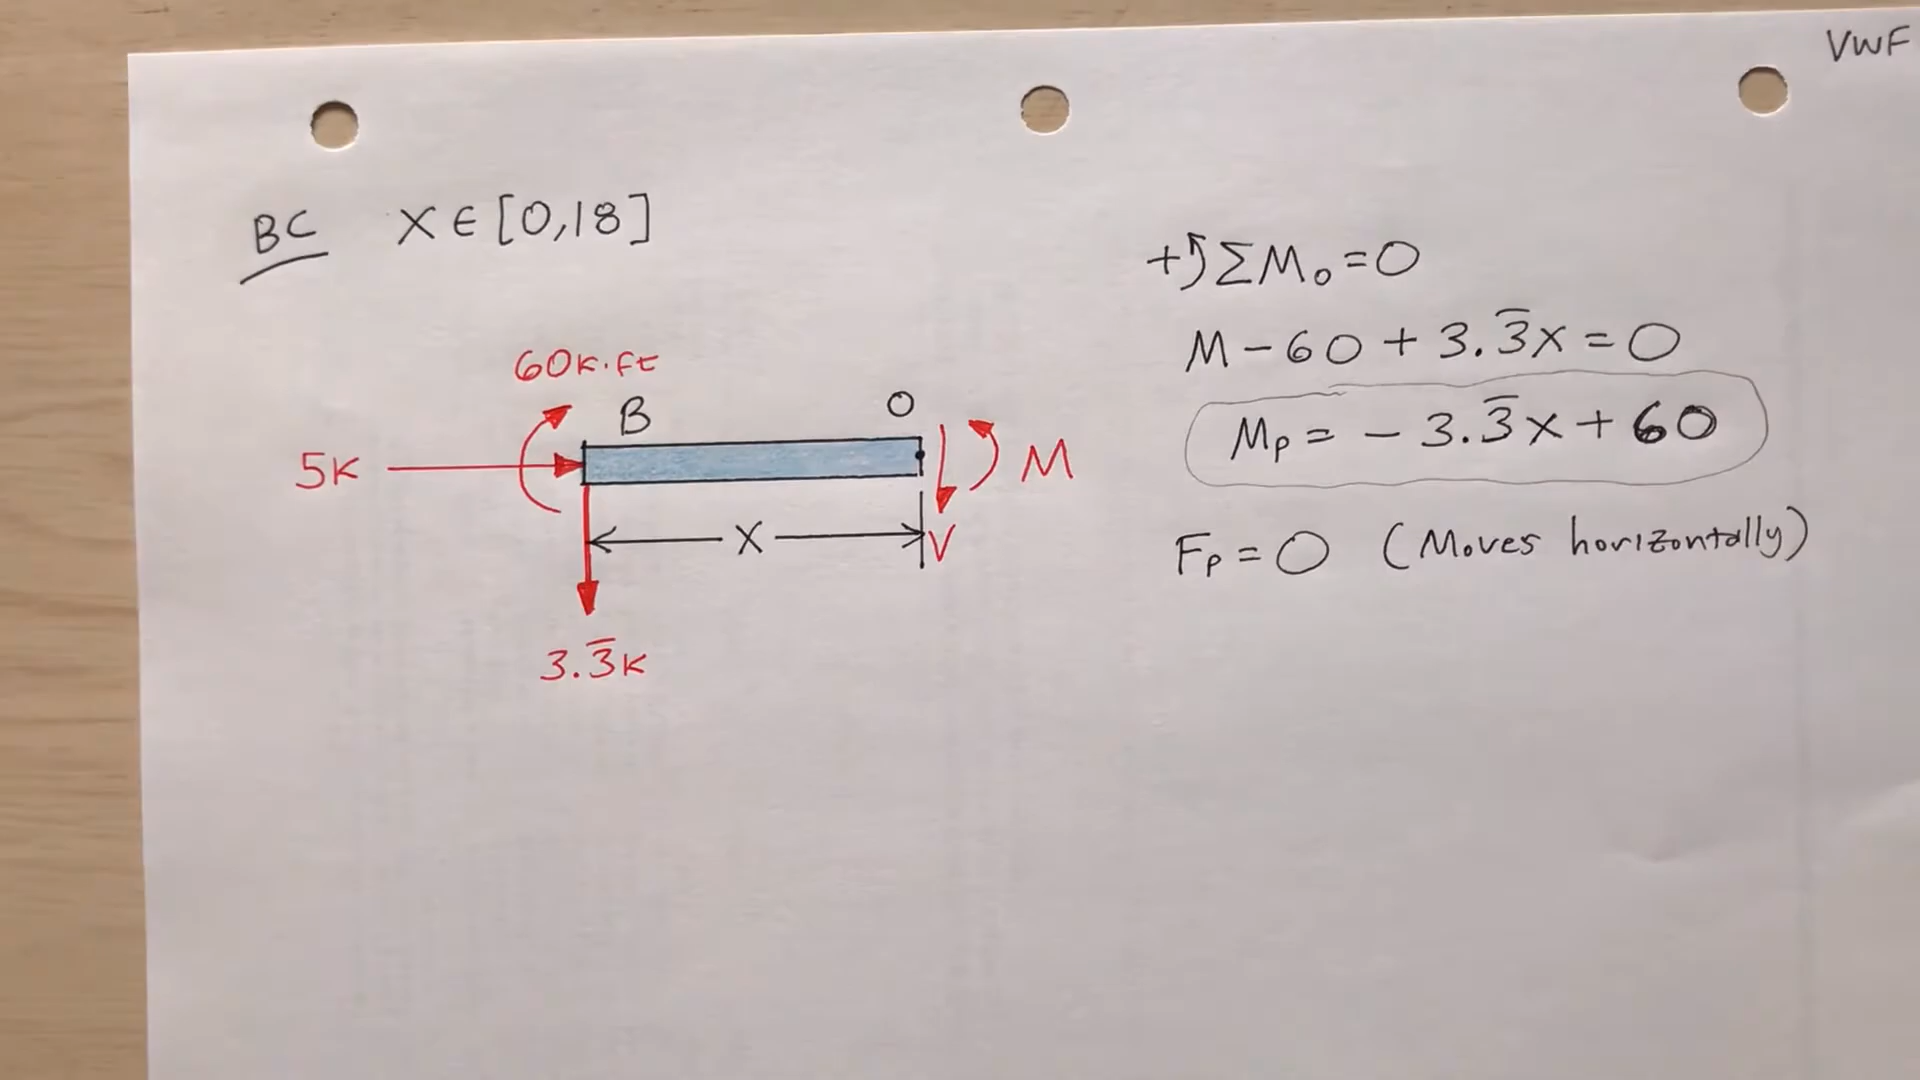 VWF
BC X ∈ [0,18]
+↺ ΣM₀ = 0
M - 60 + 3.3̅x = 0
Mₚ = - 3.3̅x + 60
Fₚ = 0 (Moves horizontally)
60K·ft
B O
5K M
X V
3.3̅K